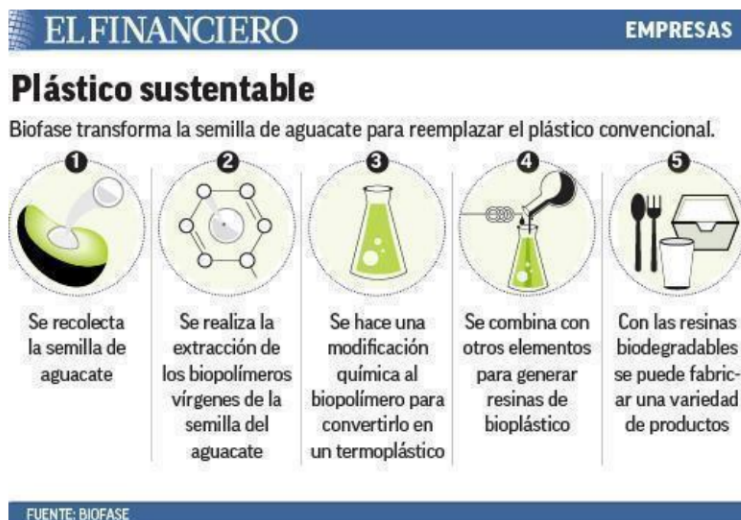 EL FINANCIERO
EMPRESAS
Plástico sustentable
Biofase transforma la semilla de aguacate para reemplazar el plástico convencional.
1
Se recolecta
la semilla de
aguacate
2
Se realiza la
extracción de
los biopolímeros
vírgenes de la
semilla del
aguacate
3
Se hace una
modificación
química al
biopolímero para
convertirlo en
un termoplástico
4
Se combina con
otros elementos
para generar
resinas de
bioplástico
5
Con las resinas
biodegradables
se puede fabric-
ar una variedad
de productos
FUENTE: BIOFASE